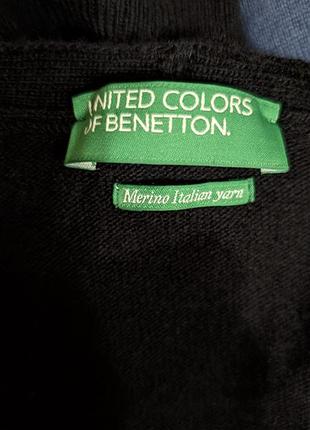 UNITED COLORS
OF BENETTON.
Merino Italian yarn